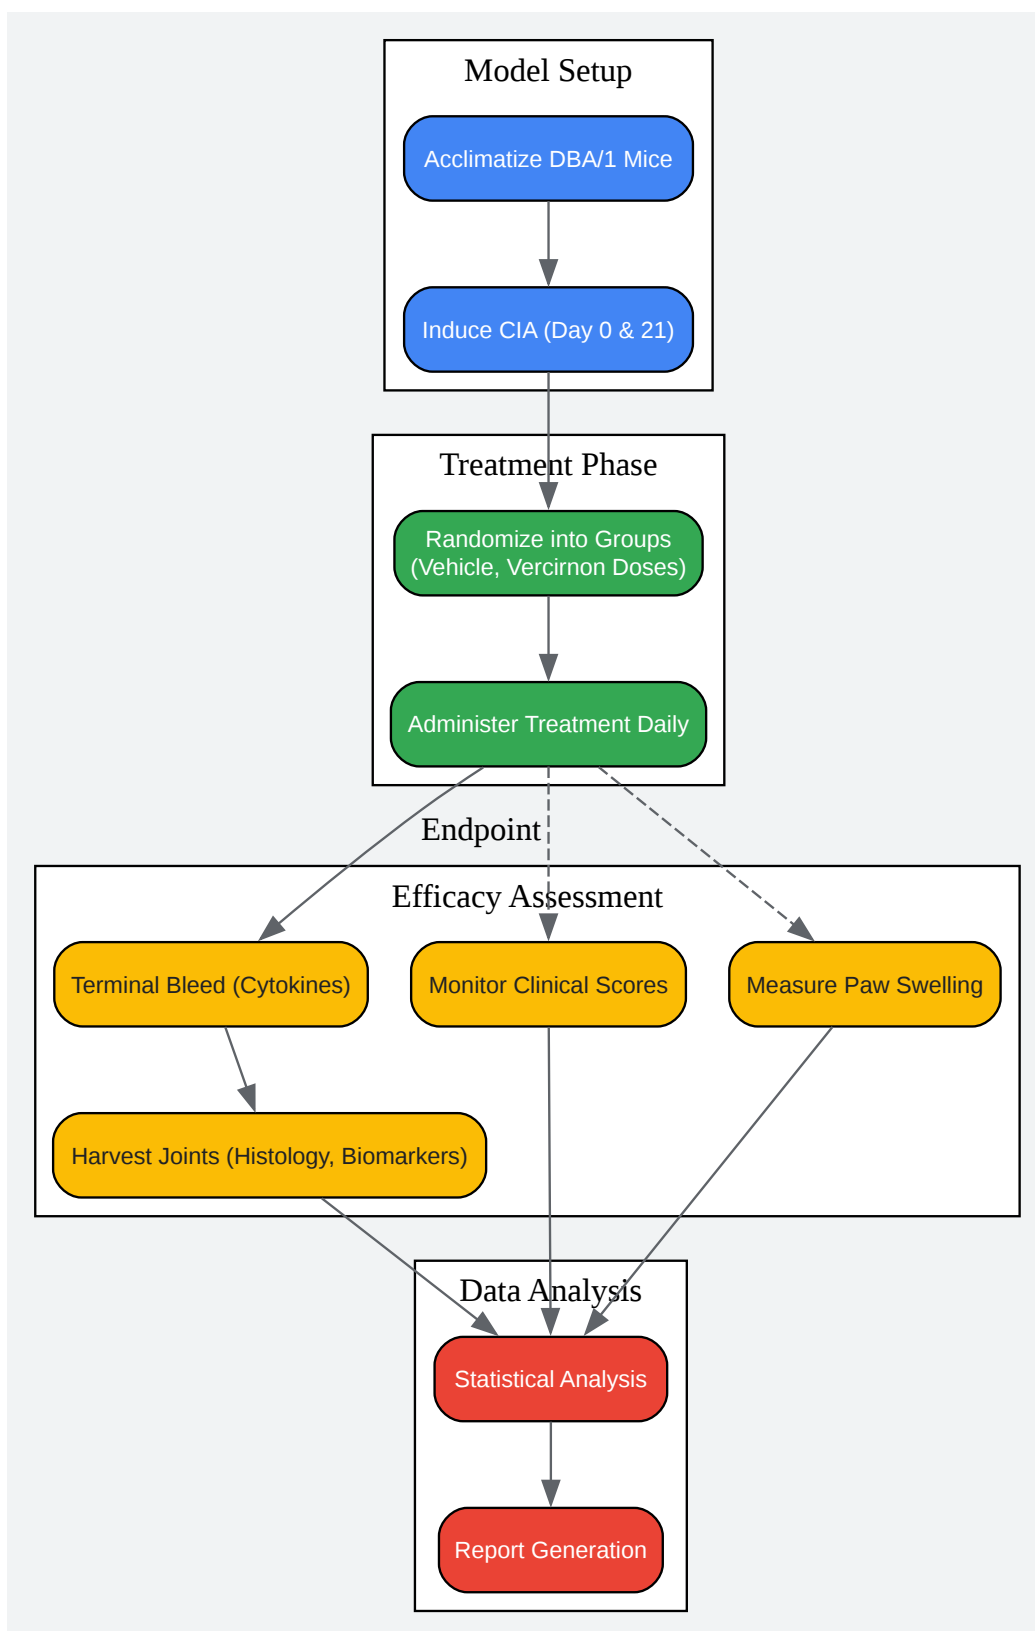 Model Setup
Acclimatize DBA/1 Mice
Induce CIA (Day 0 & 21)
Treatment Phase
Randomize into Groups
(Vehicle, Vercirnon Doses)
Administer Treatment Daily
Endpoint
Efficacy Assessment
Terminal Bleed (Cytokines)
Monitor Clinical Scores
Measure Paw Swelling
Harvest Joints (Histology, Biomarkers)
Data Analysis
Statistical Analysis
Report Generation